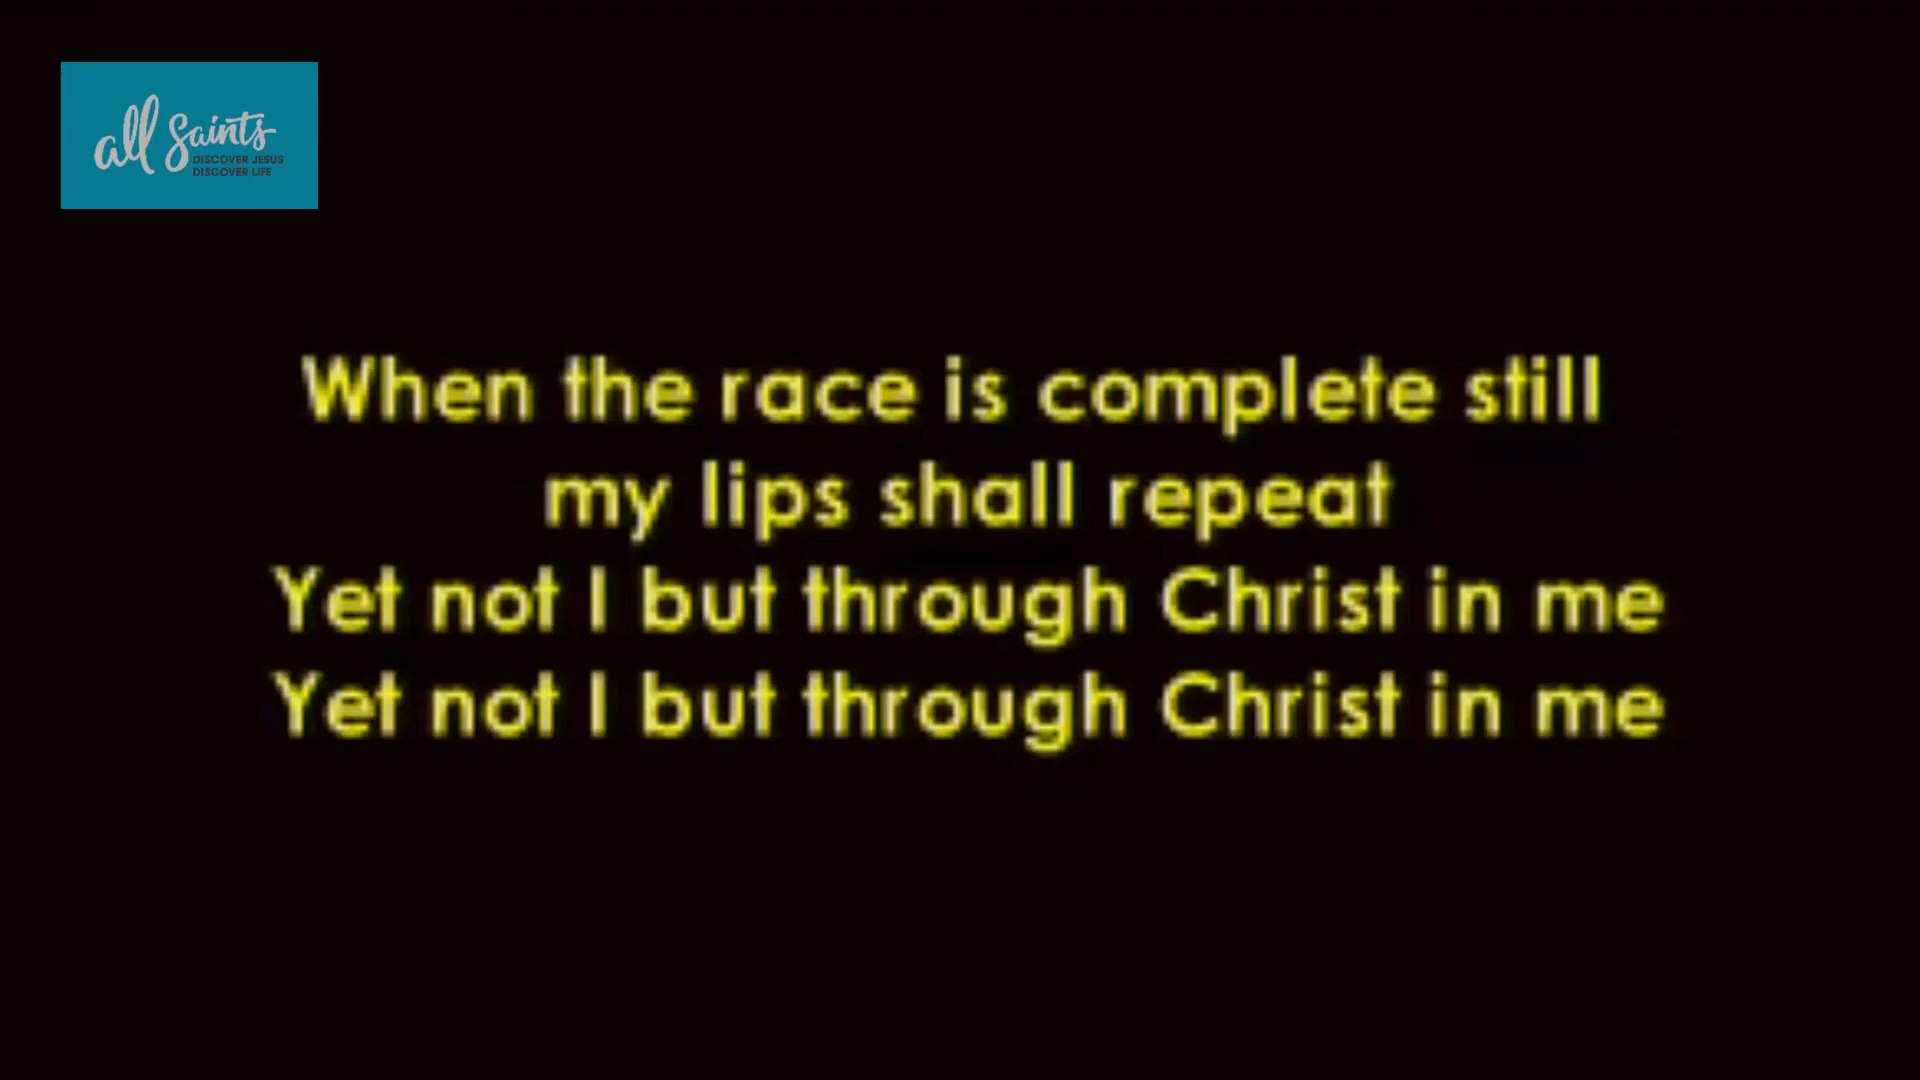 all Saints
DISCOVER JESUS
DISCOVER LIFE
When the race is complete still
my lips shall repeat
Yet not I but through Christ in me
Yet not I but through Christ in me